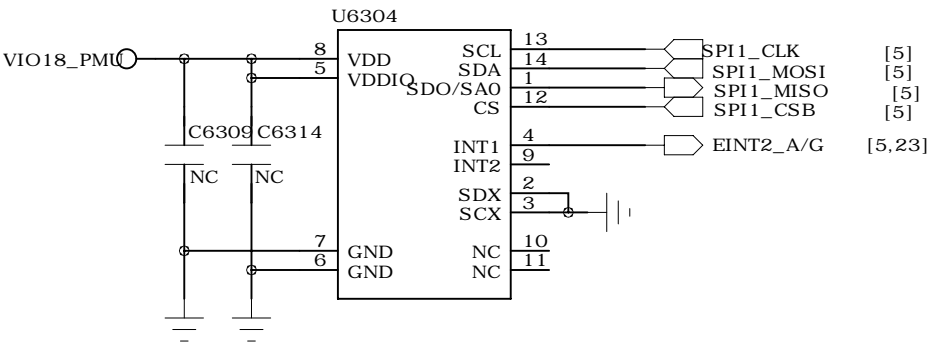 U6304
VIO18_PMU
8 VDD
5 VDDIO
SCL 13 SPI1_CLK [5]
SDA 14 SPI1_MOSI [5]
SDO/SA0 1 SPI1_MISO [5]
CS 12 SPI1_CSB [5]
C6309 C6314
NC NC
INT1 4 EINT2_A/G [5,23]
INT2 9
SDX 2
SCX 3
7 GND
6 GND
NC 10
NC 11